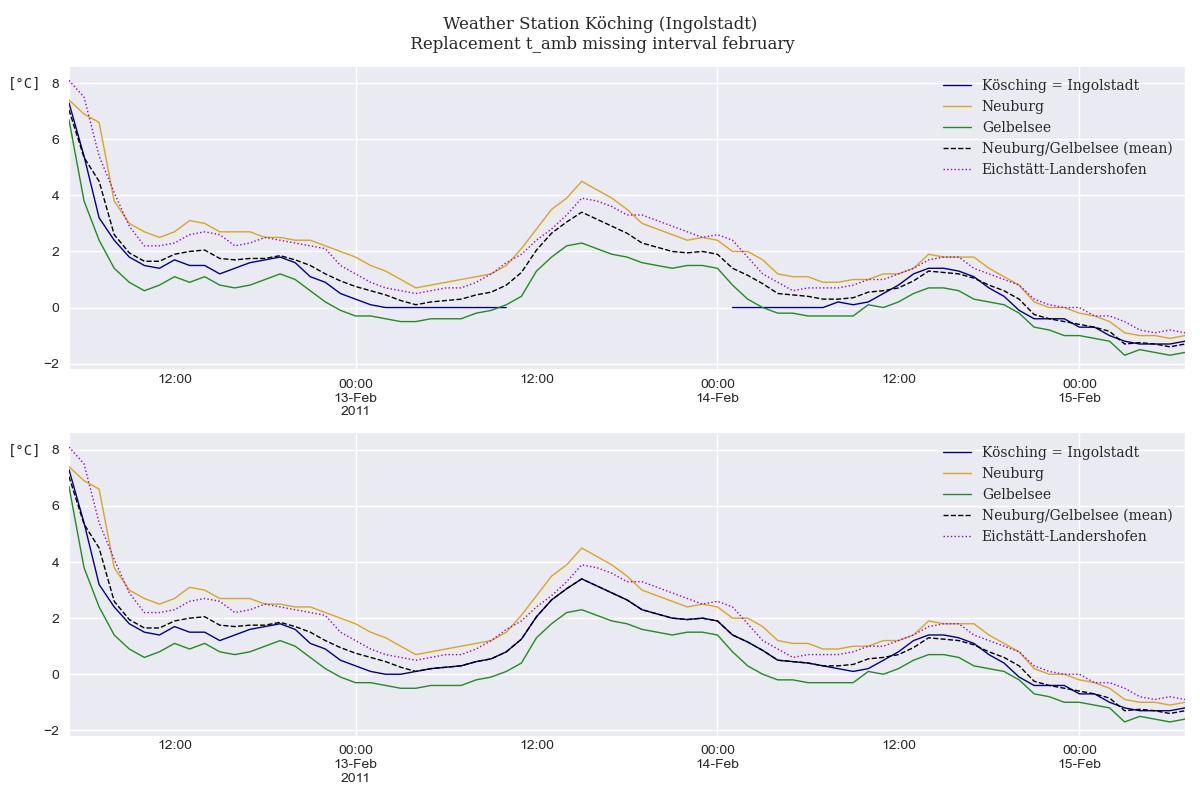 Weather Station Köching (Ingolstadt)
Replacement t_amb missing interval february
[°C]
8
6
4
2
0
−2
Kösching = Ingolstadt
Neuburg
Gelbelsee
Neuburg/Gelbelsee (mean)
Eichstätt-Landershofen
12:00 00:00 12:00 00:00 12:00 00:00
13-Feb 14-Feb 15-Feb
2011
[°C]
8
6
4
2
0
−2
Kösching = Ingolstadt
Neuburg
Gelbelsee
Neuburg/Gelbelsee (mean)
Eichstätt-Landershofen
12:00 00:00 12:00 00:00 12:00 00:00
13-Feb 14-Feb 15-Feb
2011